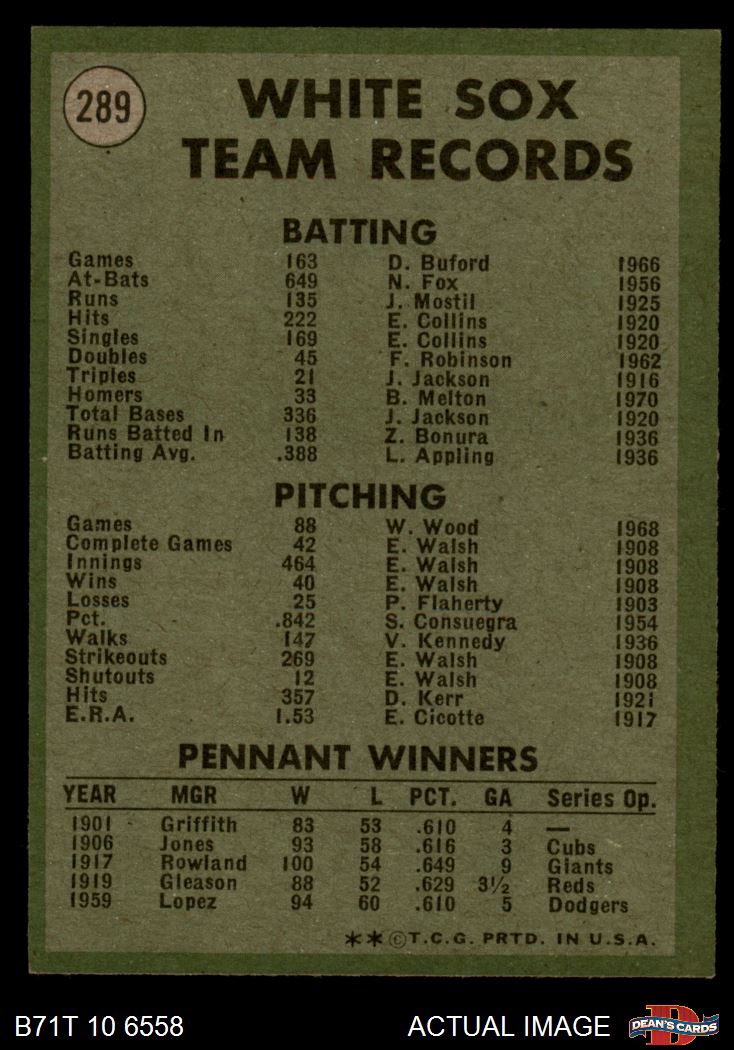 289
WHITE SOX
TEAM RECORDS
BATTING
Games 163 D. Buford 1966
At-Bats 649 N. Fox 1956
Runs 135 J. Mostil 1925
Hits 222 E. Collins 1920
Singles 169 E. Collins 1920
Doubles 45 F. Robinson 1962
Triples 21 J. Jackson 1916
Homers 33 B. Melton 1970
Total Bases 336 J. Jackson 1920
Runs Batted In 138 Z. Bonura 1936
Batting Avg. .388 L. Appling 1936
PITCHING
Games 88 W. Wood 1968
Complete Games 42 E. Walsh 1908
Innings 464 E. Walsh 1908
Wins 40 E. Walsh 1908
Losses 25 P. Flaherty 1903
Pct. .842 S. Consuegra 1954
Walks 147 V. Kennedy 1936
Strikeouts 269 E. Walsh 1908
Shutouts 12 E. Walsh 1908
Hits 357 D. Kerr 1921
E.R.A. 1.53 E. Cicotte 1917
PENNANT WINNERS
YEAR MGR W L PCT. GA Series Op.
1901 Griffith 83 53 .610 4 —
1906 Jones 93 58 .616 3 Cubs
1917 Rowland 100 54 .649 9 Giants
1919 Gleason 88 52 .629 3½ Reds
1959 Lopez 94 60 .610 5 Dodgers
**©T.C.G. PRTD. IN U.S.A.
B71T 10 6558 ACTUAL IMAGE DEAN'S CARDS